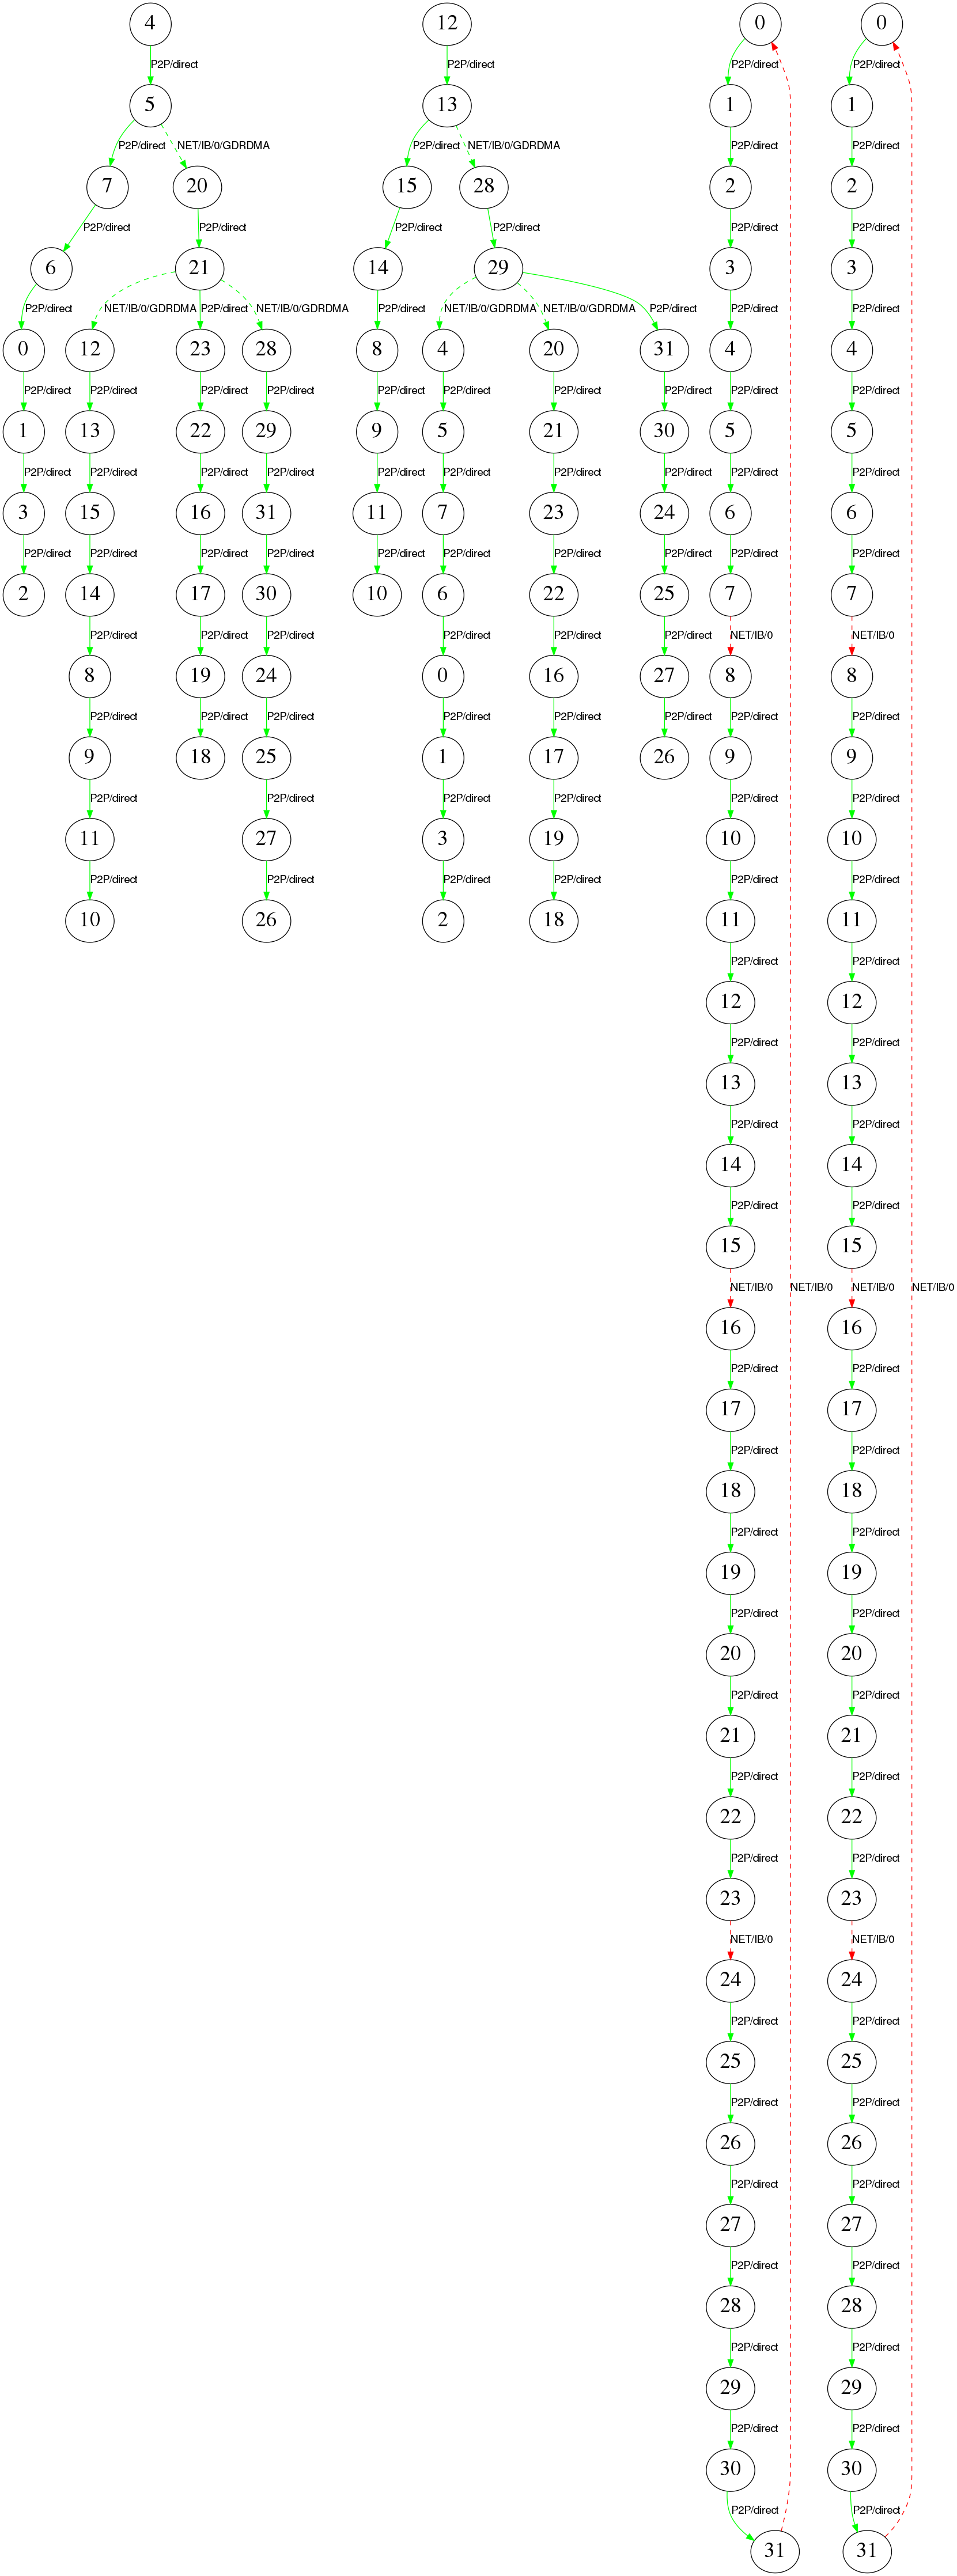 4 12 0 0
P2P/direct P2P/direct P2P/direct P2P/direct
5 13 1 1
P2P/direct NET/IB/0/GDRDMA P2P/direct NET/IB/0/GDRDMA P2P/direct P2P/direct
7 20 15 28 2 2
P2P/direct P2P/direct P2P/direct P2P/direct P2P/direct P2P/direct
6 21 14 29 3 3
P2P/direct NET/IB/0/GDRDMA P2P/direct NET/IB/0/GDRDMA P2P/direct NET/IB/0/GDRDMA NET/IB/0/GDRDMA P2P/direct P2P/direct P2P/direct
0 12 23 28 8 4 20 31 4 4
P2P/direct P2P/direct P2P/direct P2P/direct P2P/direct P2P/direct P2P/direct P2P/direct P2P/direct P2P/direct
1 13 22 29 9 5 21 30 5 5
P2P/direct P2P/direct P2P/direct P2P/direct P2P/direct P2P/direct P2P/direct P2P/direct P2P/direct P2P/direct
3 15 16 31 11 7 23 24 6 6
P2P/direct P2P/direct P2P/direct P2P/direct P2P/direct P2P/direct P2P/direct P2P/direct P2P/direct P2P/direct
2 14 17 30 10 6 22 25 7 7
P2P/direct P2P/direct P2P/direct P2P/direct P2P/direct P2P/direct NET/IB/0 NET/IB/0
8 19 24 0 16 27 8 8
P2P/direct P2P/direct P2P/direct P2P/direct P2P/direct P2P/direct P2P/direct P2P/direct
9 18 25 1 17 26 9 9
P2P/direct P2P/direct P2P/direct P2P/direct P2P/direct P2P/direct
11 27 3 19 10 10
P2P/direct P2P/direct P2P/direct P2P/direct P2P/direct P2P/direct
10 26 2 18 11 11
P2P/direct P2P/direct
12 12
P2P/direct P2P/direct
13 13
P2P/direct P2P/direct
14 14
P2P/direct P2P/direct
15 15
NET/IB/0 NET/IB/0 NET/IB/0 NET/IB/0
16 16
P2P/direct P2P/direct
17 17
P2P/direct P2P/direct
18 18
P2P/direct P2P/direct
19 19
P2P/direct P2P/direct
20 20
P2P/direct P2P/direct
21 21
P2P/direct P2P/direct
22 22
P2P/direct P2P/direct
23 23
NET/IB/0 NET/IB/0
24 24
P2P/direct P2P/direct
25 25
P2P/direct P2P/direct
26 26
P2P/direct P2P/direct
27 27
P2P/direct P2P/direct
28 28
P2P/direct P2P/direct
29 29
P2P/direct P2P/direct
30 30
P2P/direct P2P/direct
31 31